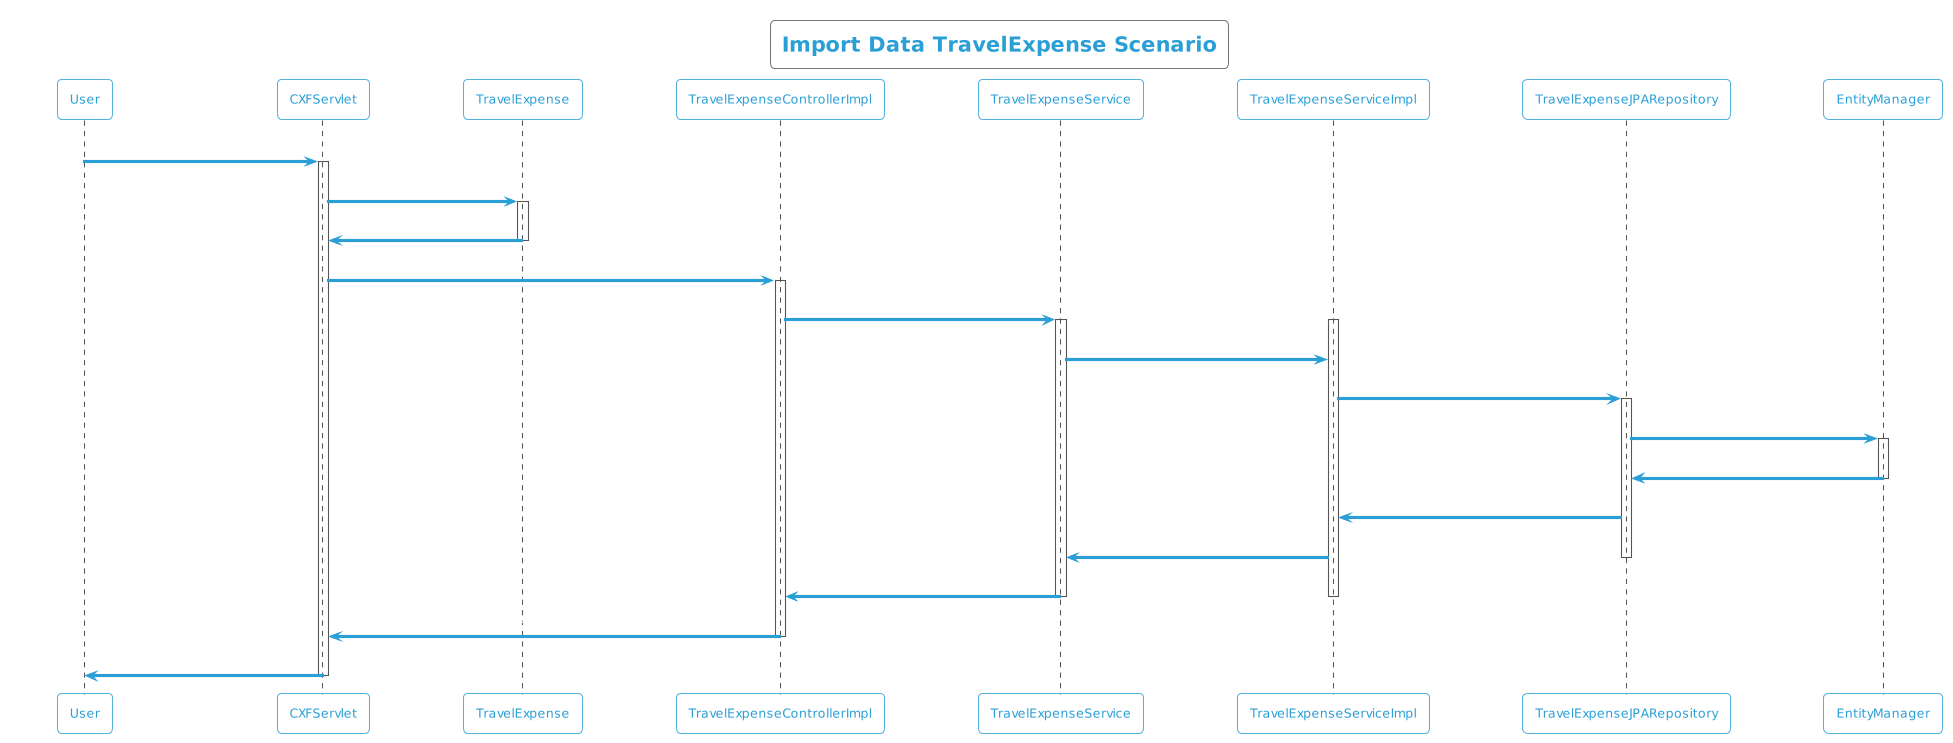 Import Data TravelExpense Scenario
User
CXFServlet
TravelExpense
TravelExpenseControllerImpl
TravelExpenseService
TravelExpenseServiceImpl
TravelExpenseJPARepository
EntityManager
User
CXFServlet
TravelExpense
TravelExpenseControllerImpl
TravelExpenseService
TravelExpenseServiceImpl
TravelExpenseJPARepository
EntityManager